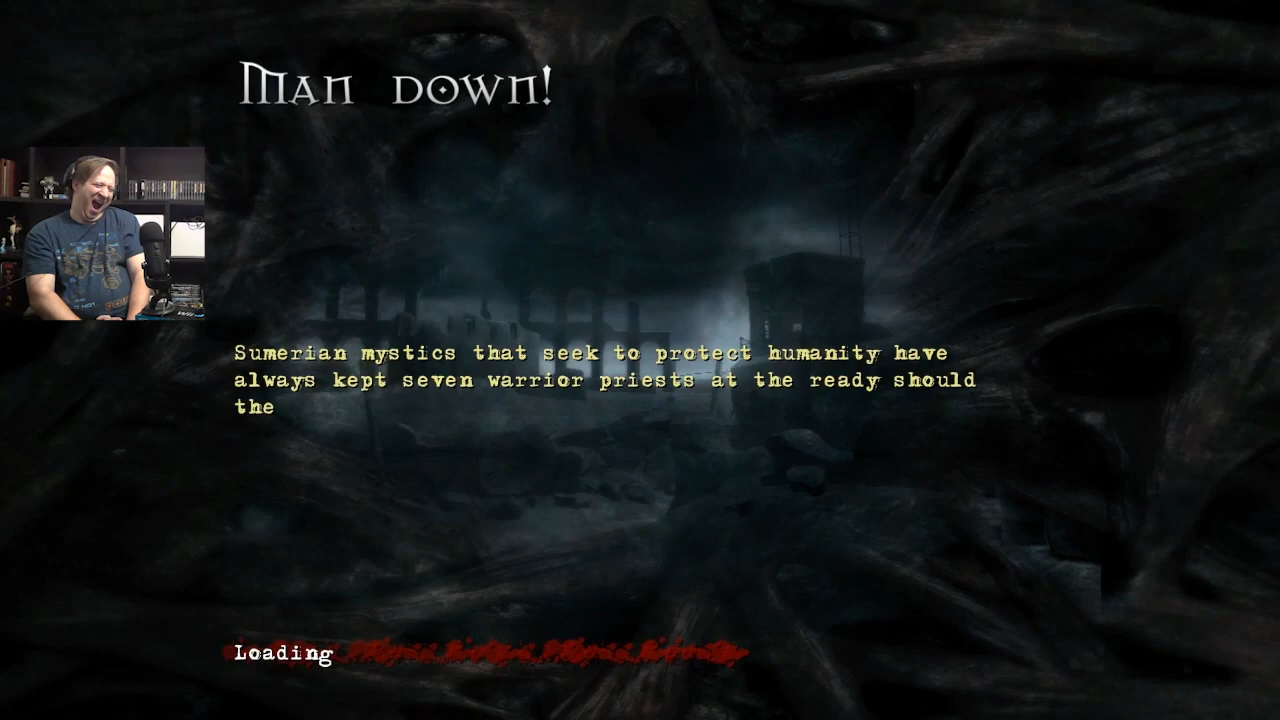 Man down!
Sumerian mystics that seek to protect humanity have
always kept seven warrior priests at the ready should
the
Loading